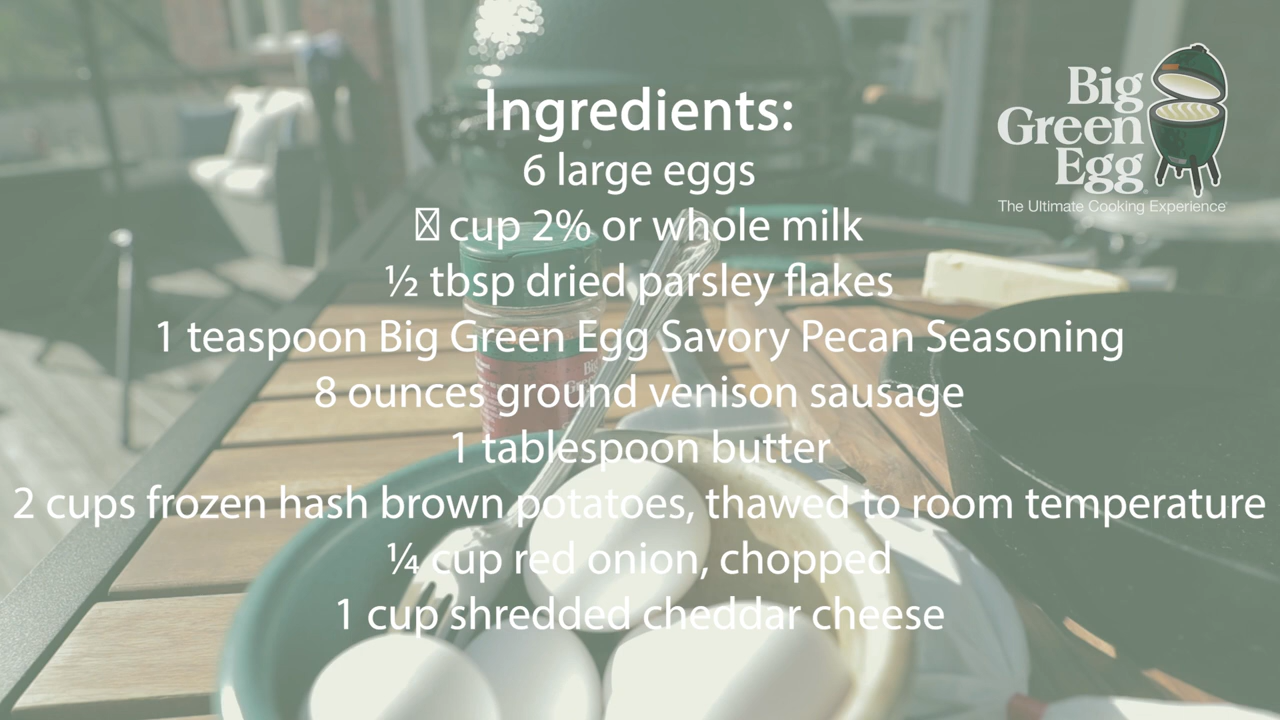 Ingredients:
6 large eggs
cup 2% or whole milk
½ tbsp dried parsley flakes
1 teaspoon Big Green Egg Savory Pecan Seasoning
8 ounces ground venison sausage
1 tablespoon butter
2 cups frozen hash brown potatoes, thawed to room temperature
¼ cup red onion, chopped
1 cup shredded cheddar cheese
Big
Green
Egg
The Ultimate Cooking Experience
Big